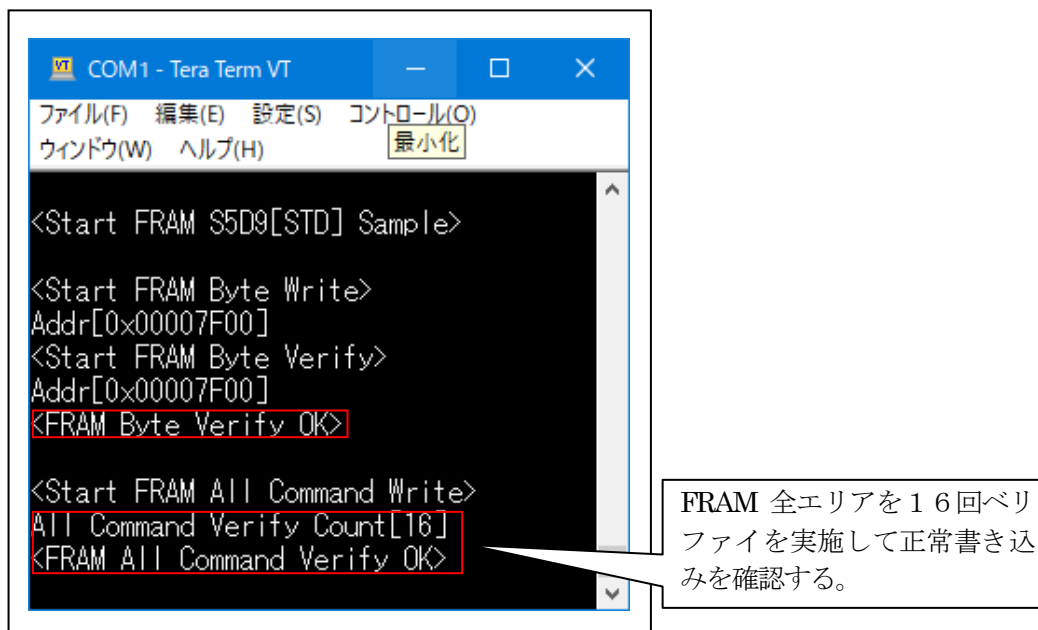 COM1 - Tera Term VT
ファイル(F) 編集(E) 設定(S) コントロール(O)
ウィンドウ(W) ヘルプ(H)
最小化
<Start FRAM S5D9[STD] Sample>
<Start FRAM Byte Write>
Addr[0x00007F00]
<Start FRAM Byte Verify>
Addr[0x00007F00]
<FRAM Byte Verify OK>
<Start FRAM All Command Write>
All Command Verify Count[16]
<FRAM All Command Verify OK>
FRAM 全エリアを１６回ベリ
ファイを実施して正常書き込
みを確認する。